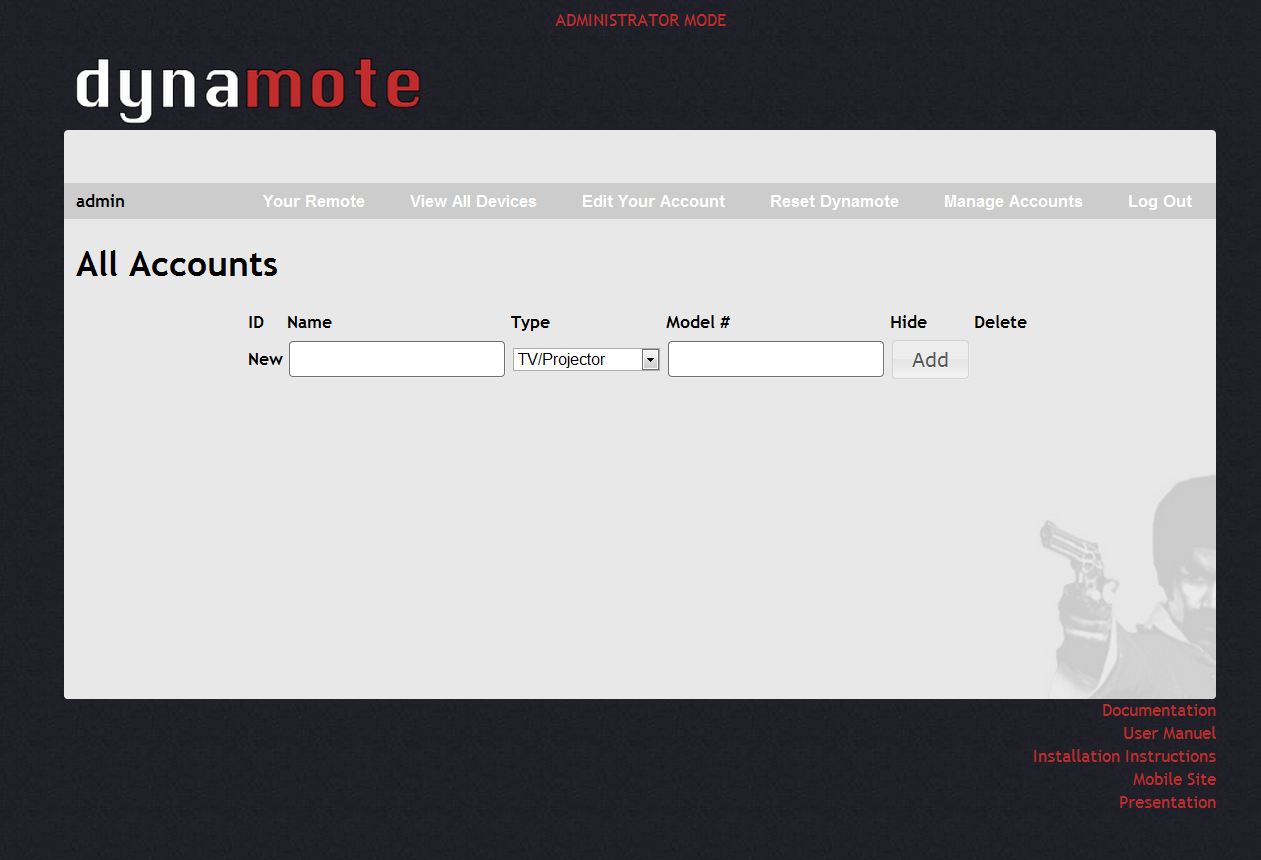 ADMINISTRATOR MODE
dynamote
admin Your Remote View All Devices Edit Your Account Reset Dynamote Manage Accounts Log Out
All Accounts
ID Name Type Model # Hide Delete
New TV/Projector Add
Documentation
User Manuel
Installation Instructions
Mobile Site
Presentation